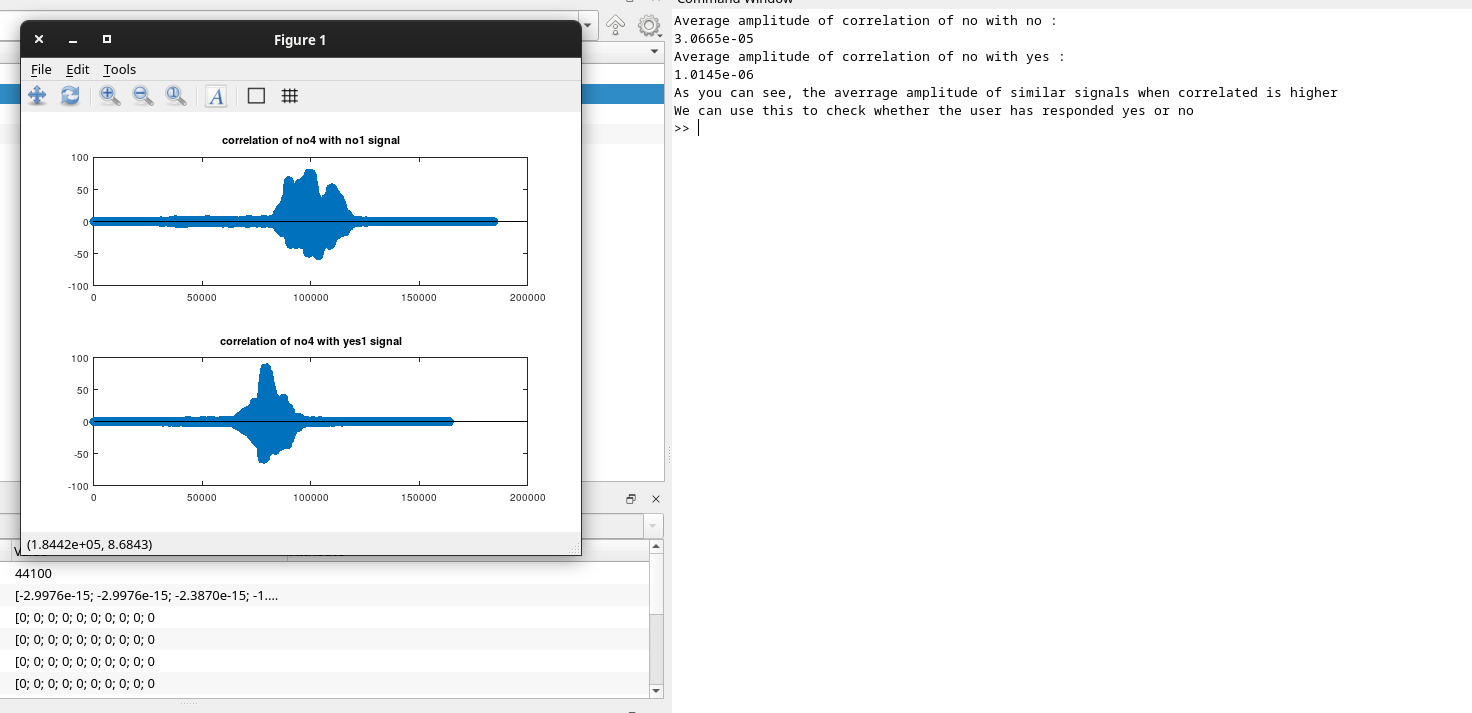 Figure 1
File Edit Tools
A
correlation of no4 with no1 signal
100
50
0
-50
-100
0 50000 100000 150000 200000
correlation of no4 with yes1 signal
100
50
0
-50
-100
0 50000 100000 150000 200000
(1.8442e+05, 8.6843)
44100
[-2.9976e-15; -2.9976e-15; -2.3870e-15; -1....
[0; 0; 0; 0; 0; 0; 0; 0; 0; 0
[0; 0; 0; 0; 0; 0; 0; 0; 0; 0
[0; 0; 0; 0; 0; 0; 0; 0; 0; 0
[0; 0; 0; 0; 0; 0; 0; 0; 0; 0
Command Window
Average amplitude of correlation of no with no :
3.0665e-05
Average amplitude of correlation of no with yes :
1.0145e-06
As you can see, the averrage amplitude of similar signals when correlated is higher
We can use this to check whether the user has responded yes or no
>>